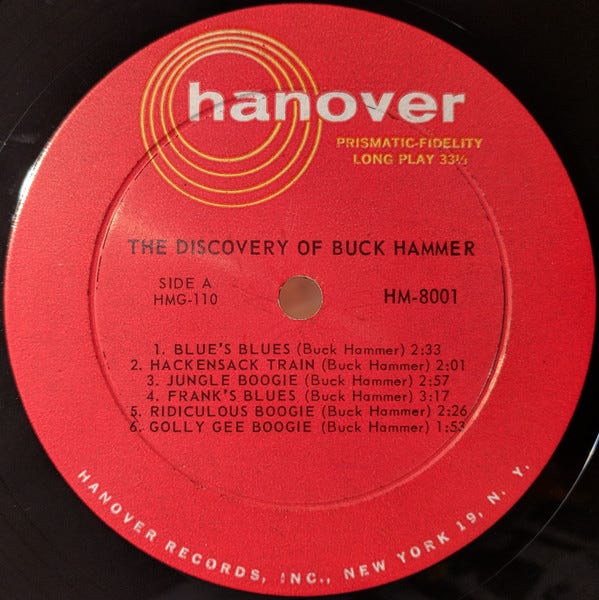 hanover
PRISMATIC-FIDELITY
LONG PLAY 33⅓
THE DISCOVERY OF BUCK HAMMER
SIDE A
HMG-110
HM-8001
1. BLUE'S BLUES (Buck Hammer) 2:33
2. HACKENSACK TRAIN (Buck Hammer) 2:01
3. JUNGLE BOOGIE (Buck Hammer) 2:57
4. FRANK'S BLUES (Buck Hammer) 3:17
5. RIDICULOUS BOOGIE (Buck Hammer) 2:26
6. GOLLY GEE BOOGIE (Buck Hammer) 1:53
HANOVER RECORDS, INC., NEW YORK 19, N. Y.